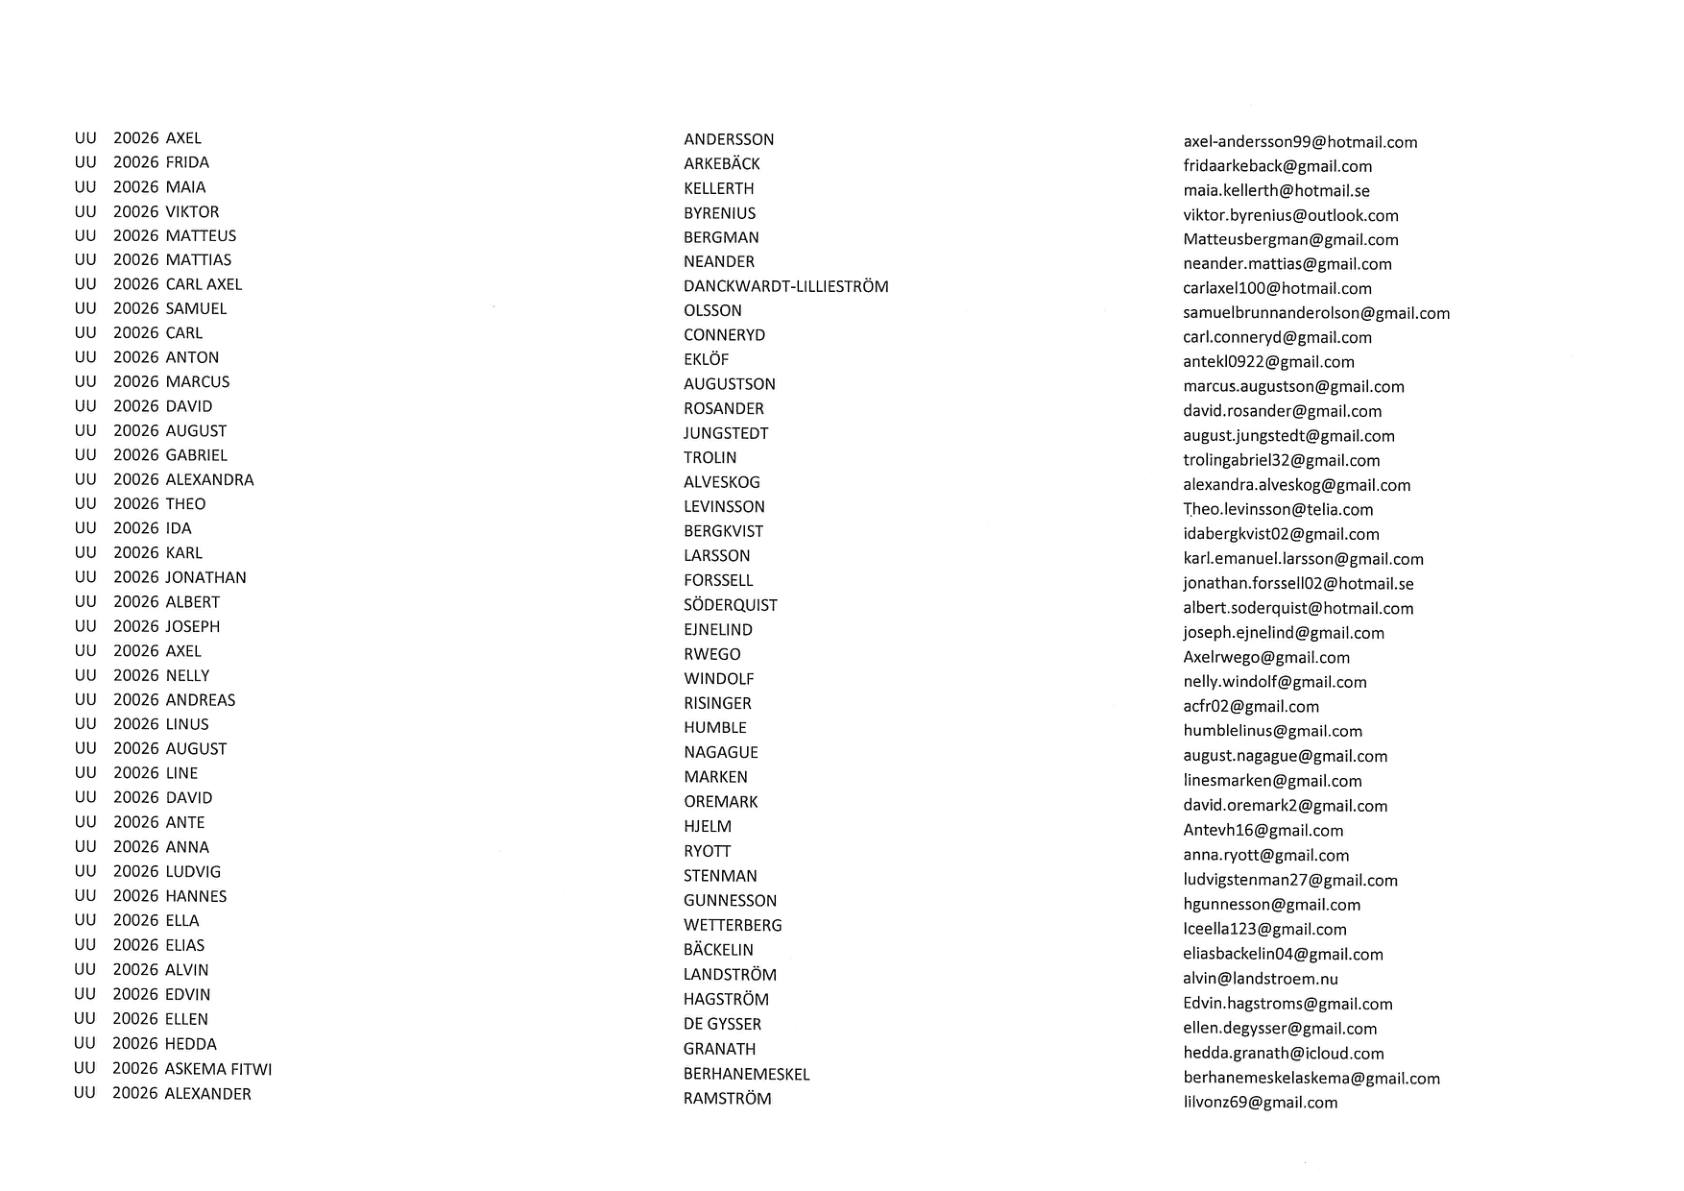 UU 20026 AXEL ANDERSSON axel-andersson99@hotmail.com
UU 20026 FRIDA ARKEBÄCK fridaarkeback@gmail.com
UU 20026 MAIA KELLERTH maia.kellerth@hotmail.se
UU 20026 VIKTOR BYRENIUS viktor.byrenius@outlook.com
UU 20026 MATTEUS BERGMAN Matteusbergman@gmail.com
UU 20026 MATTIAS NEANDER neander.mattias@gmail.com
UU 20026 CARL AXEL DANCKWARDT-LILLIESTRÖM carlaxel100@hotmail.com
UU 20026 SAMUEL OLSSON samuelbrunnanderolson@gmail.com
UU 20026 CARL CONNERYD carl.conneryd@gmail.com
UU 20026 ANTON EKLÖF antekl0922@gmail.com
UU 20026 MARCUS AUGUSTSON marcus.augustson@gmail.com
UU 20026 DAVID ROSANDER david.rosander@gmail.com
UU 20026 AUGUST JUNGSTEDT august.jungstedt@gmail.com
UU 20026 GABRIEL TROLIN trolingabriel32@gmail.com
UU 20026 ALEXANDRA ALVESKOG alexandra.alveskog@gmail.com
UU 20026 THEO LEVINSSON Theo.levinsson@telia.com
UU 20026 IDA BERGKVIST idabergkvist02@gmail.com
UU 20026 KARL LARSSON karl.emanuel.larsson@gmail.com
UU 20026 JONATHAN FORSSELL jonathan.forssell02@hotmail.se
UU 20026 ALBERT SÖDERQUIST albert.soderquist@hotmail.com
UU 20026 JOSEPH EJNELIND joseph.ejnelind@gmail.com
UU 20026 AXEL RWEGO Axelrwego@gmail.com
UU 20026 NELLY WINDOLF nelly.windolf@gmail.com
UU 20026 ANDREAS RISINGER acfr02@gmail.com
UU 20026 LINUS HUMBLE humblelinus@gmail.com
UU 20026 AUGUST NAGAGUE august.nagague@gmail.com
UU 20026 LINE MARKEN linesmarken@gmail.com
UU 20026 DAVID OREMARK david.oremark2@gmail.com
UU 20026 ANTE HJELM Antevh16@gmail.com
UU 20026 ANNA RYOTT anna.ryott@gmail.com
UU 20026 LUDVIG STENMAN ludvigstenman27@gmail.com
UU 20026 HANNES GUNNESSON hgunnesson@gmail.com
UU 20026 ELLA WETTERBERG Iceella123@gmail.com
UU 20026 ELIAS BÄCKELIN eliasbackelin04@gmail.com
UU 20026 ALVIN LANDSTRÖM alvin@landstroem.nu
UU 20026 EDVIN HAGSTRÖM Edvin.hagstroms@gmail.com
UU 20026 ELLEN DE GYSSER ellen.degysser@gmail.com
UU 20026 HEDDA GRANATH hedda.granath@icloud.com
UU 20026 ASKEMA FITWI BERHANEMESKEL berhanemeskelaskema@gmail.com
UU 20026 ALEXANDER RAMSTRÖM lilvonz69@gmail.com